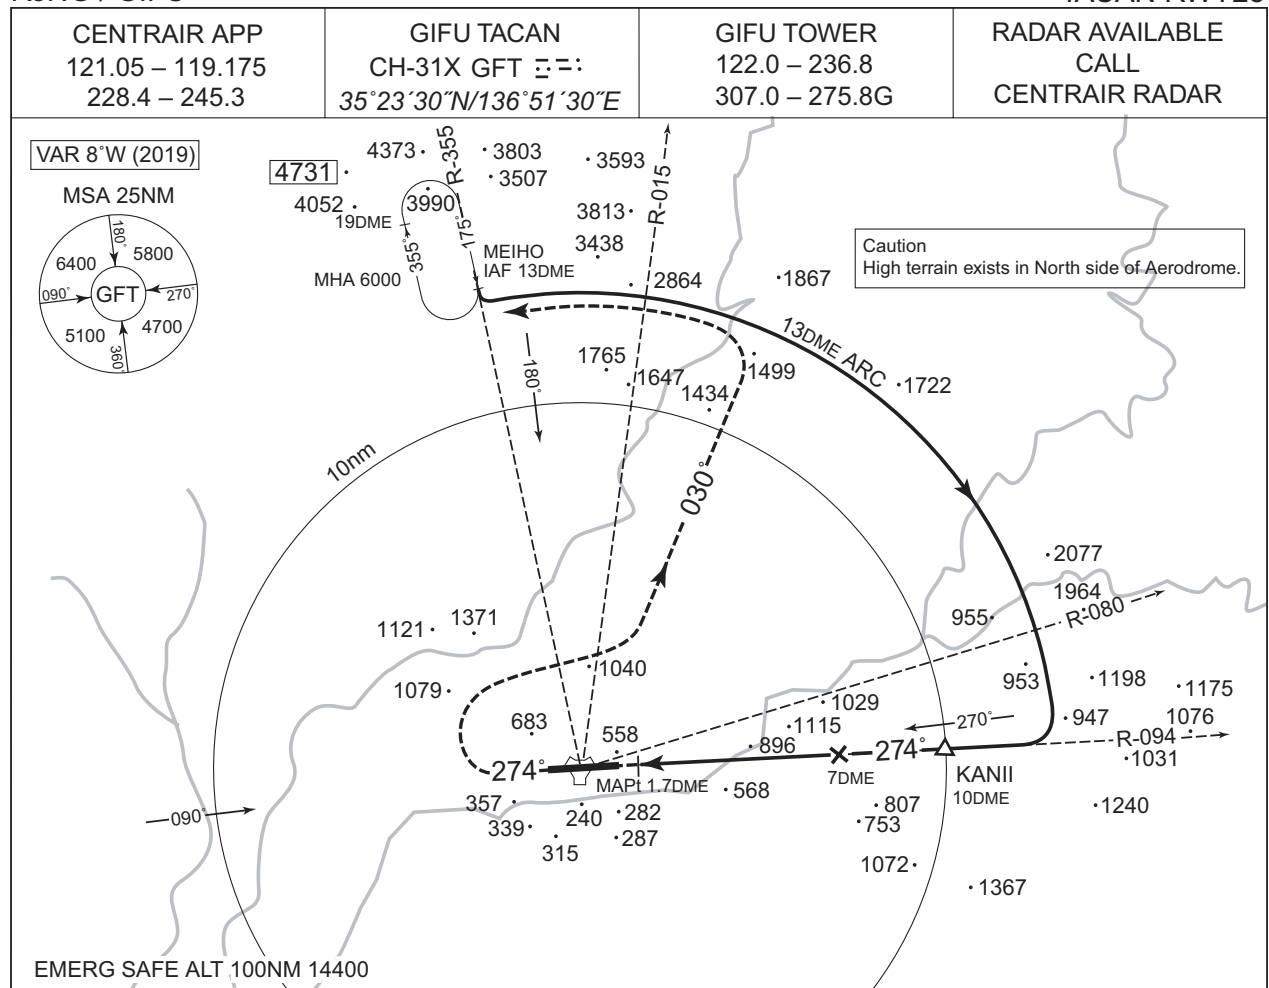 CENTRAIR APP
121.05 – 119.175
228.4 – 245.3
GIFU TACAN
CH-31X GFT
35˚23´30˝N/136˚51´30˝E
GIFU TOWER
122.0 – 236.8
307.0 – 275.8G
RADAR AVAILABLE
CALL
CENTRAIR RADAR
VAR 8˚W (2019)
MSA 25NM
180˚
6400
5800
090˚
GFT
270˚
5100
4700
360˚
4373
R-355
3803
3593
4731
3507
R-015
4052
3990
3813
19DME
175˚
355˚
3438
MEIHO
IAF 13DME
MHA 6000
2864
1867
Caution
High terrain exists in North side of Aerodrome.
13DME ARC
1765
1647
1499
1434
1722
180˚
10nm
030˚
2077
1964
R-080
955
1121
1371
1040
953
1198
1175
1079
1029
947
1076
683
1115
270˚
R-094
558
896
274˚
1031
274˚
MAPt 1.7DME
7DME
KANII
10DME
568
357
240
282
807
1240
090˚
339
287
753
315
1072
1367
EMERG SAFE ALT 100NM 14400